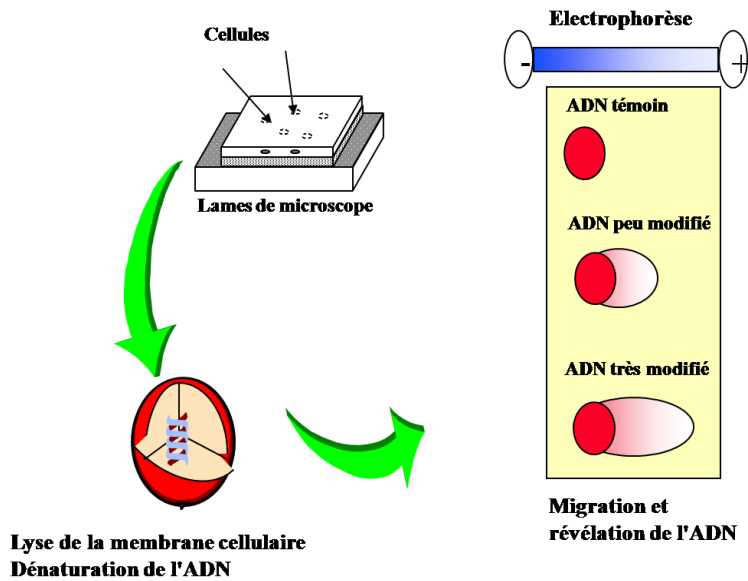 Cellules
Lames de microscope
Lyse de la membrane cellulaire
Dénaturation de l'ADN
Electrophorèse
- +
ADN témoin
ADN peu modifié
ADN très modifié
Migration et
révélation de l'ADN